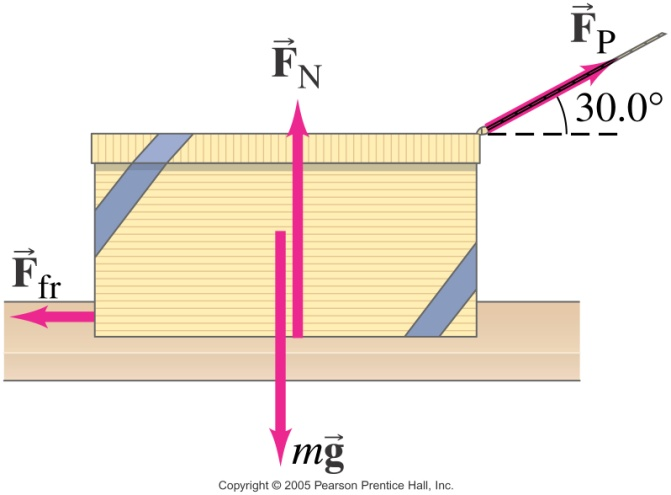 F⃗P
F⃗N
30.0°
F⃗fr
mg⃗
Copyright © 2005 Pearson Prentice Hall, Inc.